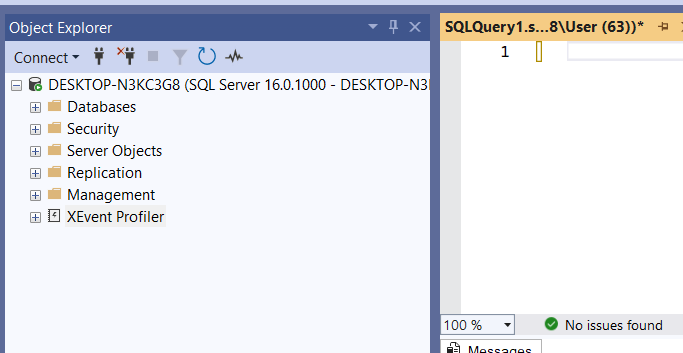 Object Explorer
SQLQuery1.s...8\User (63))*
Connect
1
DESKTOP-N3KC3G8 (SQL Server 16.0.1000 - DESKTOP-N3
Databases
Security
Server Objects
Replication
Management
XEvent Profiler
100 %
No issues found
Messages